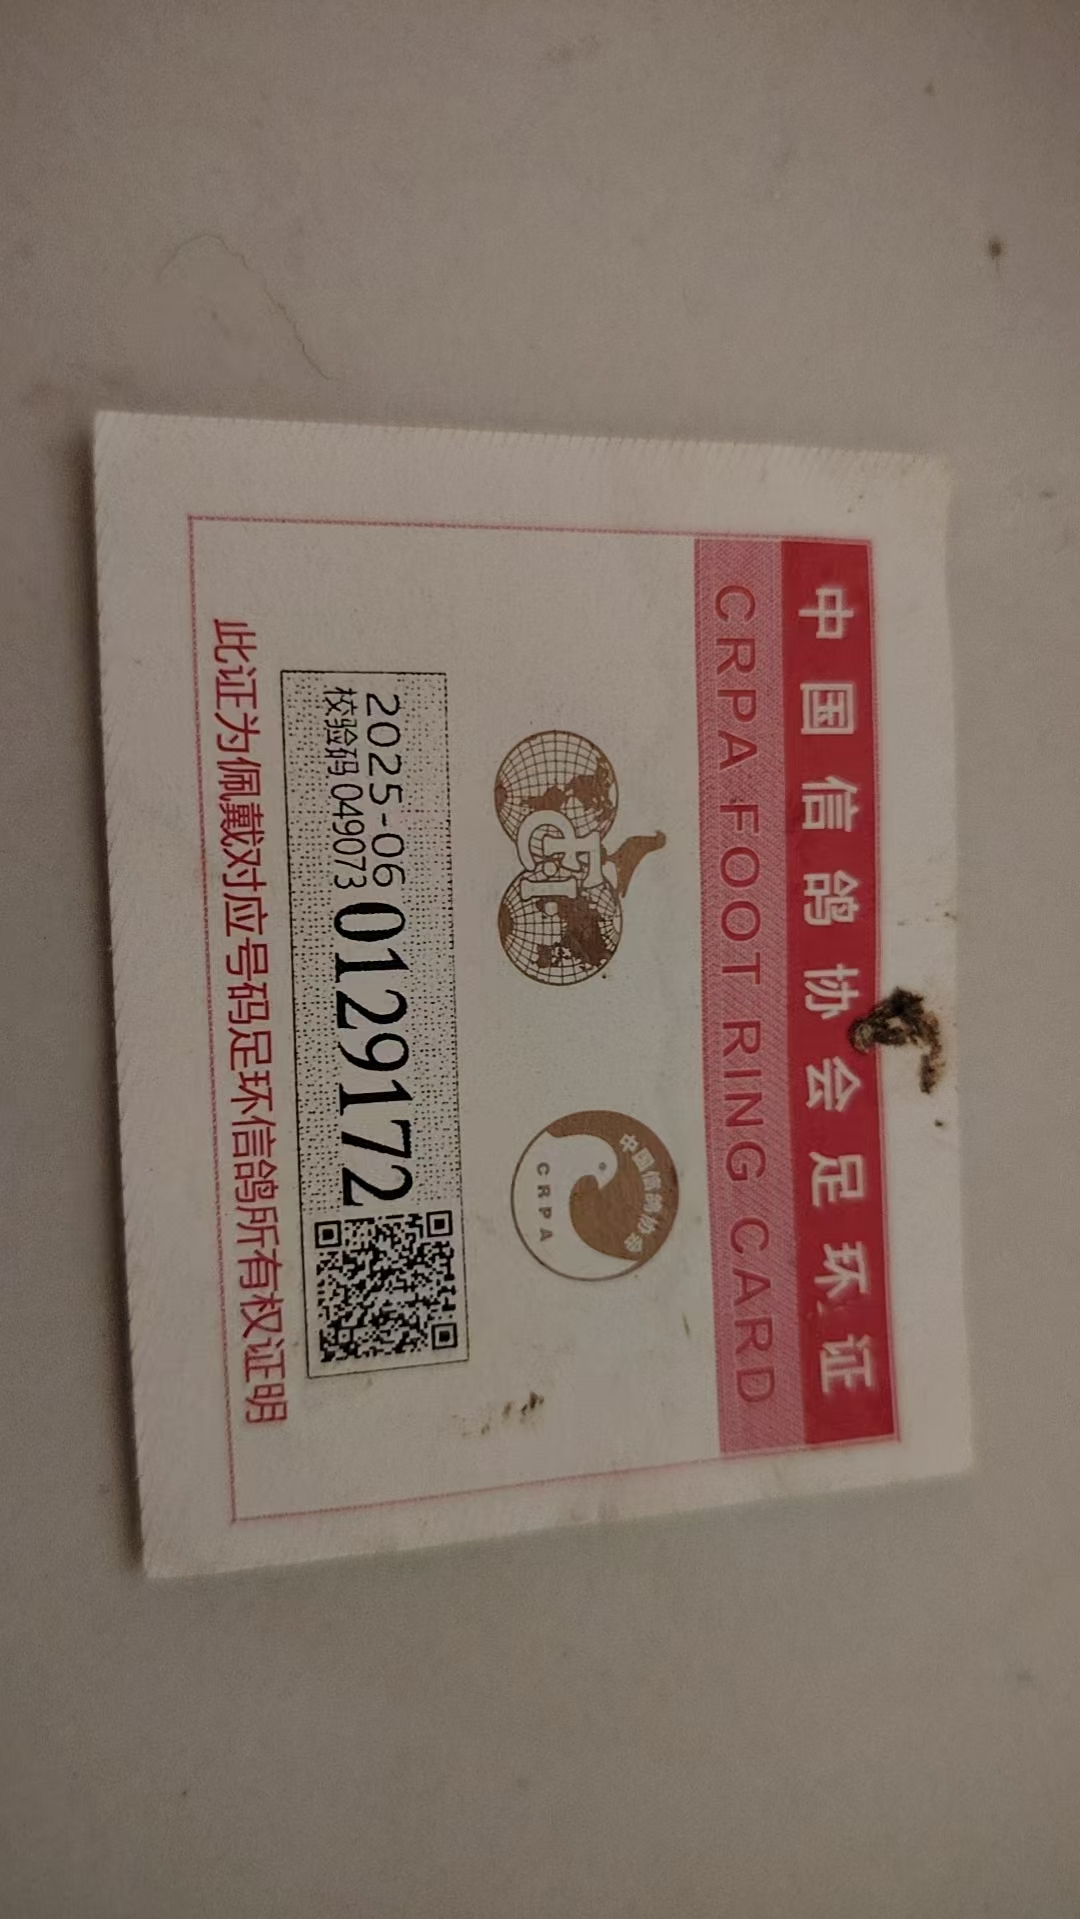 中国信鸽协会足环证
CRPA FOOT RING CARD
CHI
中国信鸽协会
CRPA
2025-06 0129172
校验码 049073
此证为佩戴对应号码足环信鸽所有权证明